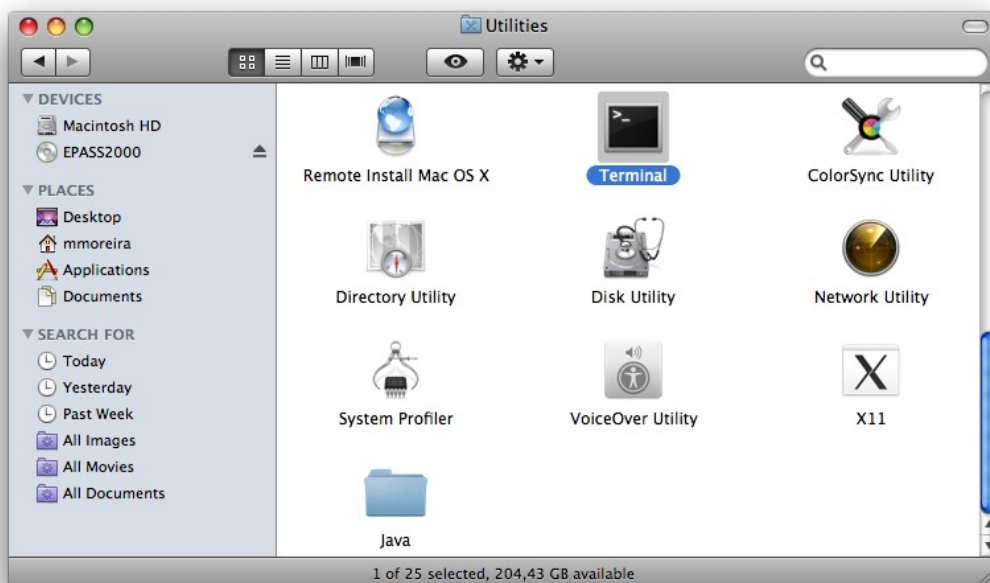 Utilities
DEVICES
Macintosh HD
EPASS2000
PLACES
Desktop
mmoreira
Applications
Documents
SEARCH FOR
Today
Yesterday
Past Week
All Images
All Movies
All Documents
Remote Install Mac OS X
Terminal
ColorSync Utility
Directory Utility
Disk Utility
Network Utility
System Profiler
VoiceOver Utility
X11
Java
1 of 25 selected, 204,43 GB available